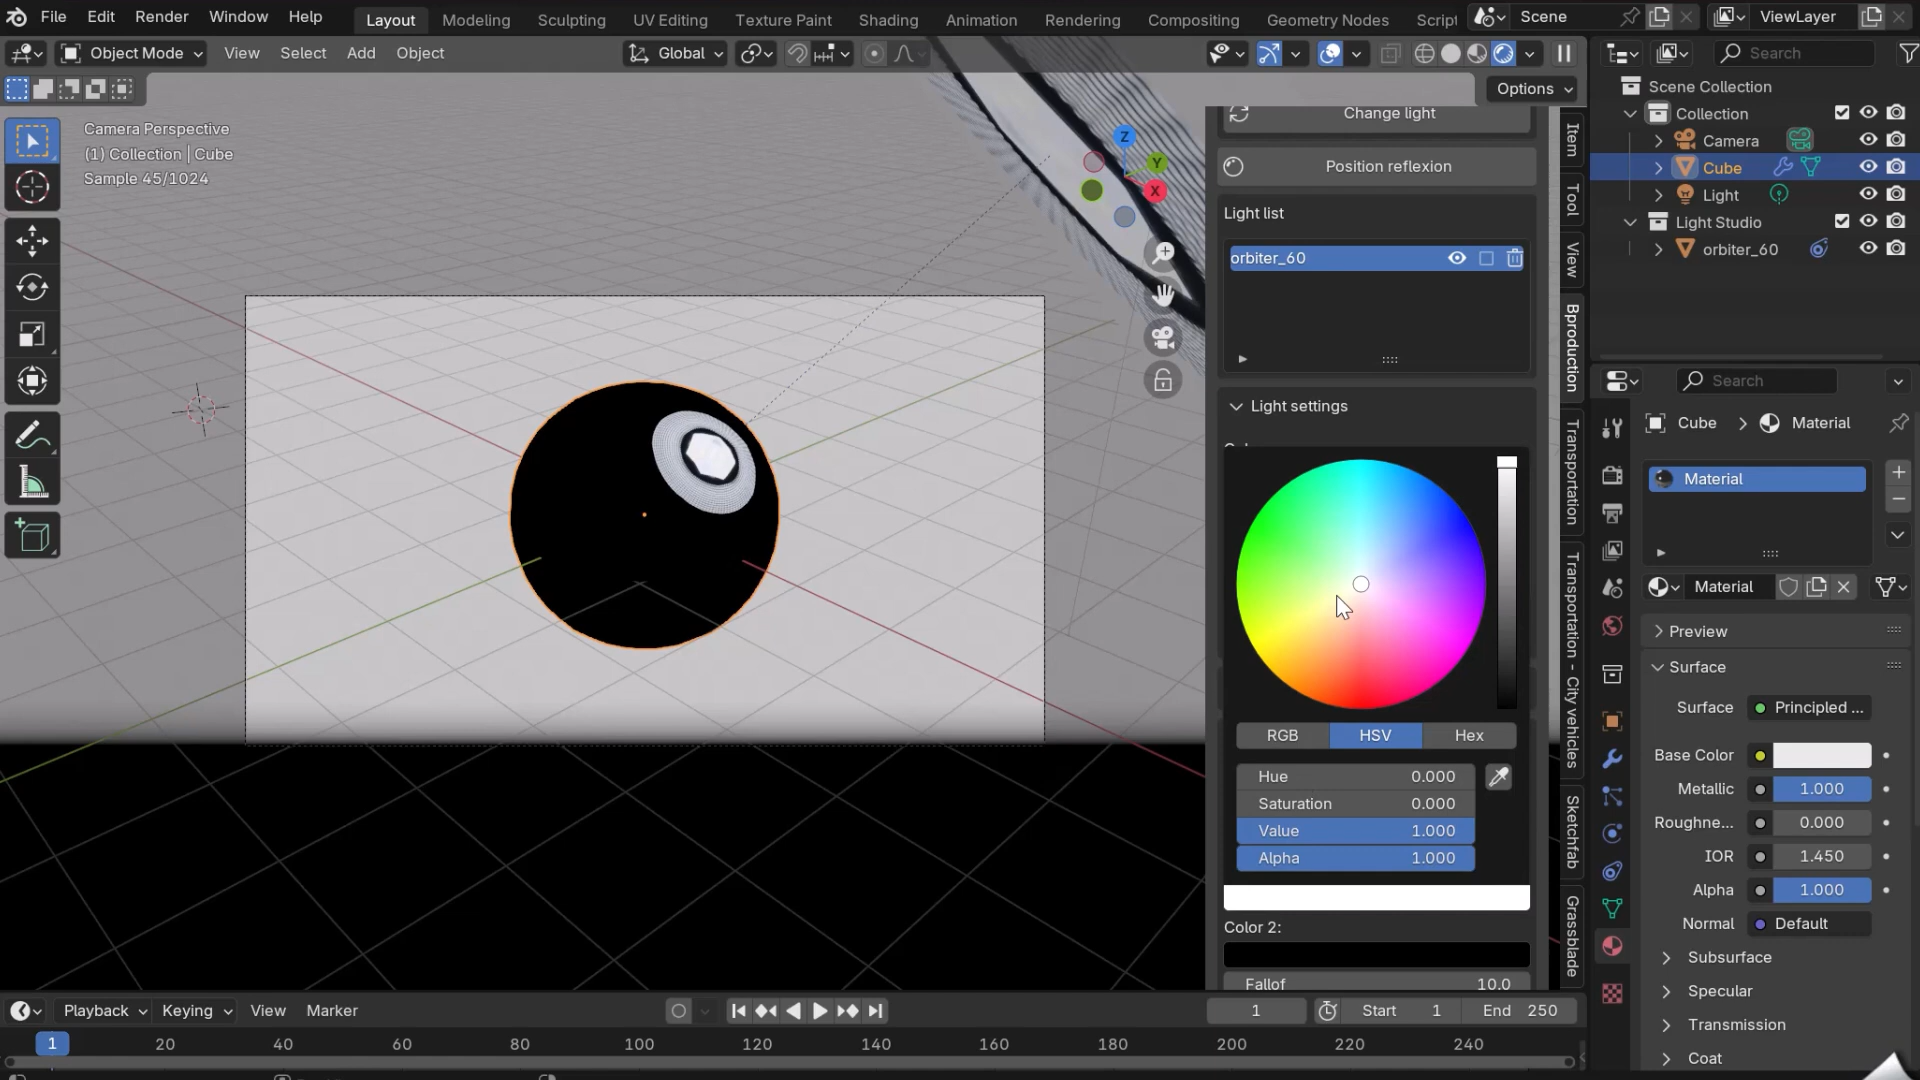 File Edit Render Window Help Layout Modeling Sculpting UV Editing Texture Paint Shading Animation Rendering Compositing Geometry Nodes Script Scene ViewLayer
Object Mode View Select Add Object Global Search
Options
Camera Perspective
(1) Collection | Cube
Sample 45/1024
Z
Y
X
Change light
Position reflexion
Light list
orbiter_60
Light settings
RGB HSV Hex
Hue 0.000
Saturation 0.000
Value 1.000
Alpha 1.000
Color 2:
Fallof 10.0
Item
Tool
View
Bproduction
Transportation
Transportation - City vehicles
Sketchfab
Grassblade
Scene Collection
Collection
Camera
Cube
Light
Light Studio
orbiter_60
Search
Cube Material
Material
Material
Preview
Surface
Surface Principled ...
Base Color
Metallic 1.000
Roughne... 0.000
IOR 1.450
Alpha 1.000
Normal Default
Subsurface
Specular
Transmission
Coat
Playback Keying View Marker 1 Start 1 End 250
1 20 40 60 80 100 120 140 160 180 200 220 240